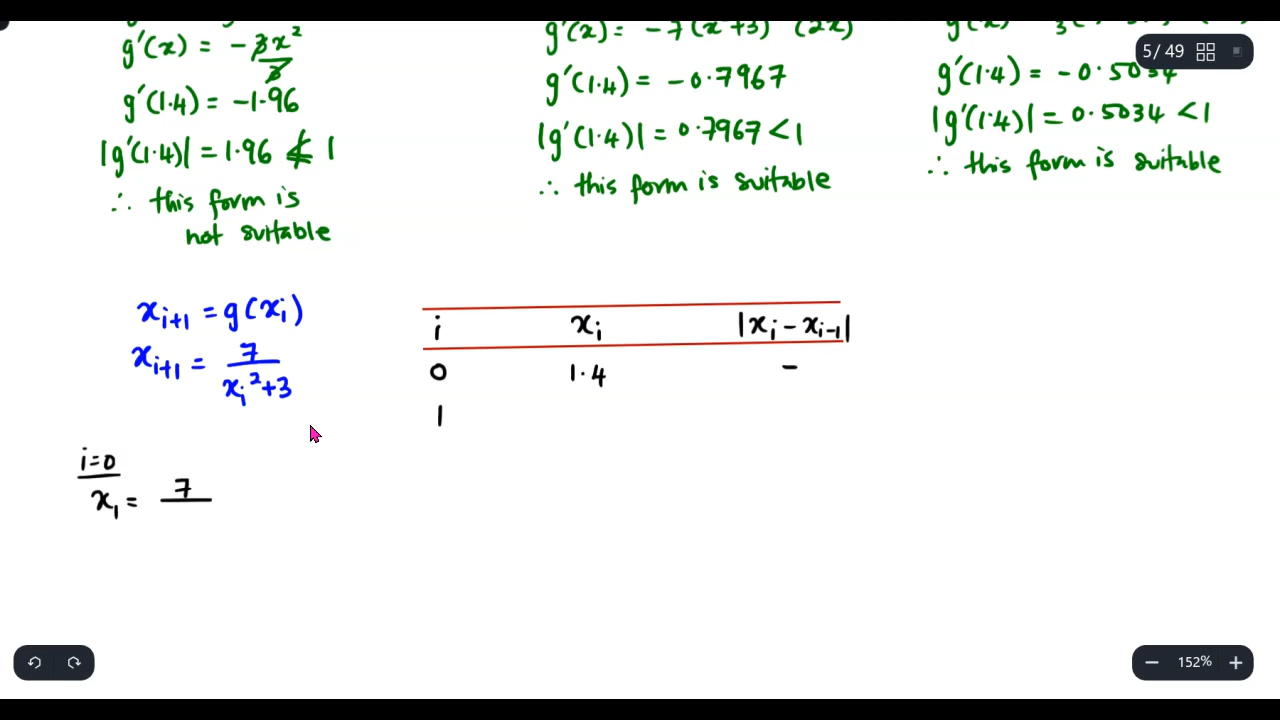 g'(x) = -3x²/3
g'(1.4) = -1.96
|g'(1.4)| = 1.96 ≮ 1
∴ this form is
not suitable
g'(x) = -7(x+3) (2x)
g'(1.4) = -0.7967
|g'(1.4)| = 0.7967 < 1
∴ this form is suitable
5/49
g'(1.4) = -0.5034
|g'(1.4)| = 0.5034 < 1
∴ this form is suitable
xᵢ₊₁ = g(xᵢ)
xᵢ₊₁ = 7/(xᵢ²+3)
i xᵢ |xᵢ - xᵢ₋₁|
0 1.4 -
1
i=0
x₁ = 7
152%